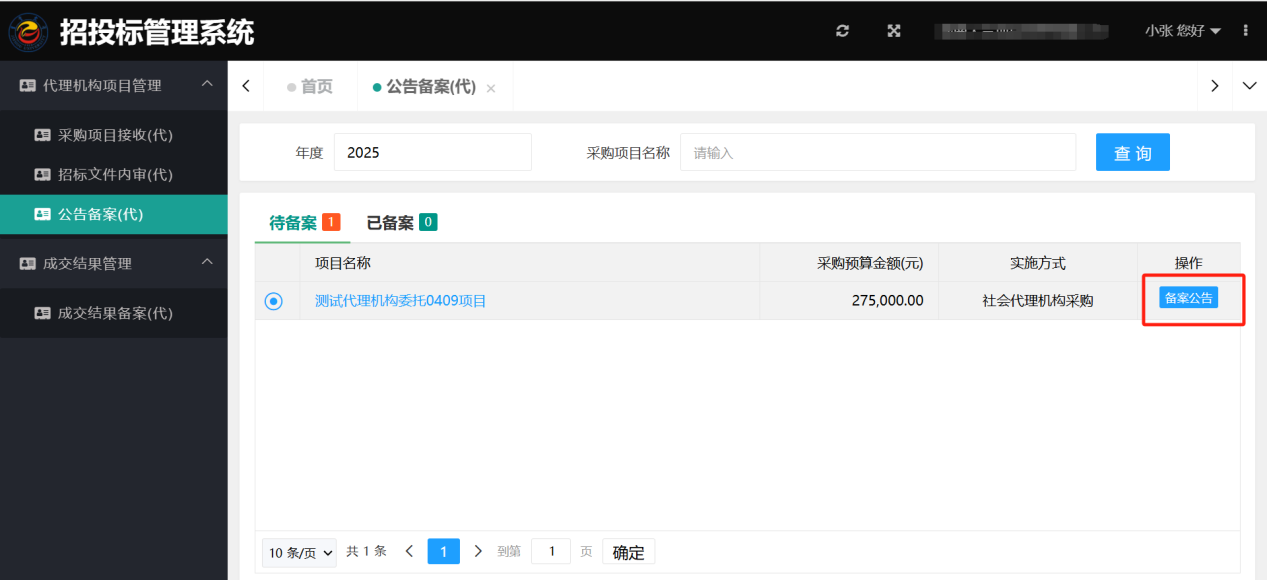 招投标管理系统
小张 您好
代理机构项目管理
首页
公告备案(代)
采购项目接收(代)
招标文件内审(代)
公告备案(代)
成交结果管理
成交结果备案(代)
年度 2025 采购项目名称 请输入 查 询
待备案 1 已备案 0
项目名称 采购预算金额(元) 实施方式 操作
测试代理机构委托0409项目 275,000.00 社会代理机构采购 备案公告
10 条/页 共 1 条 1 到第 1 页 确定